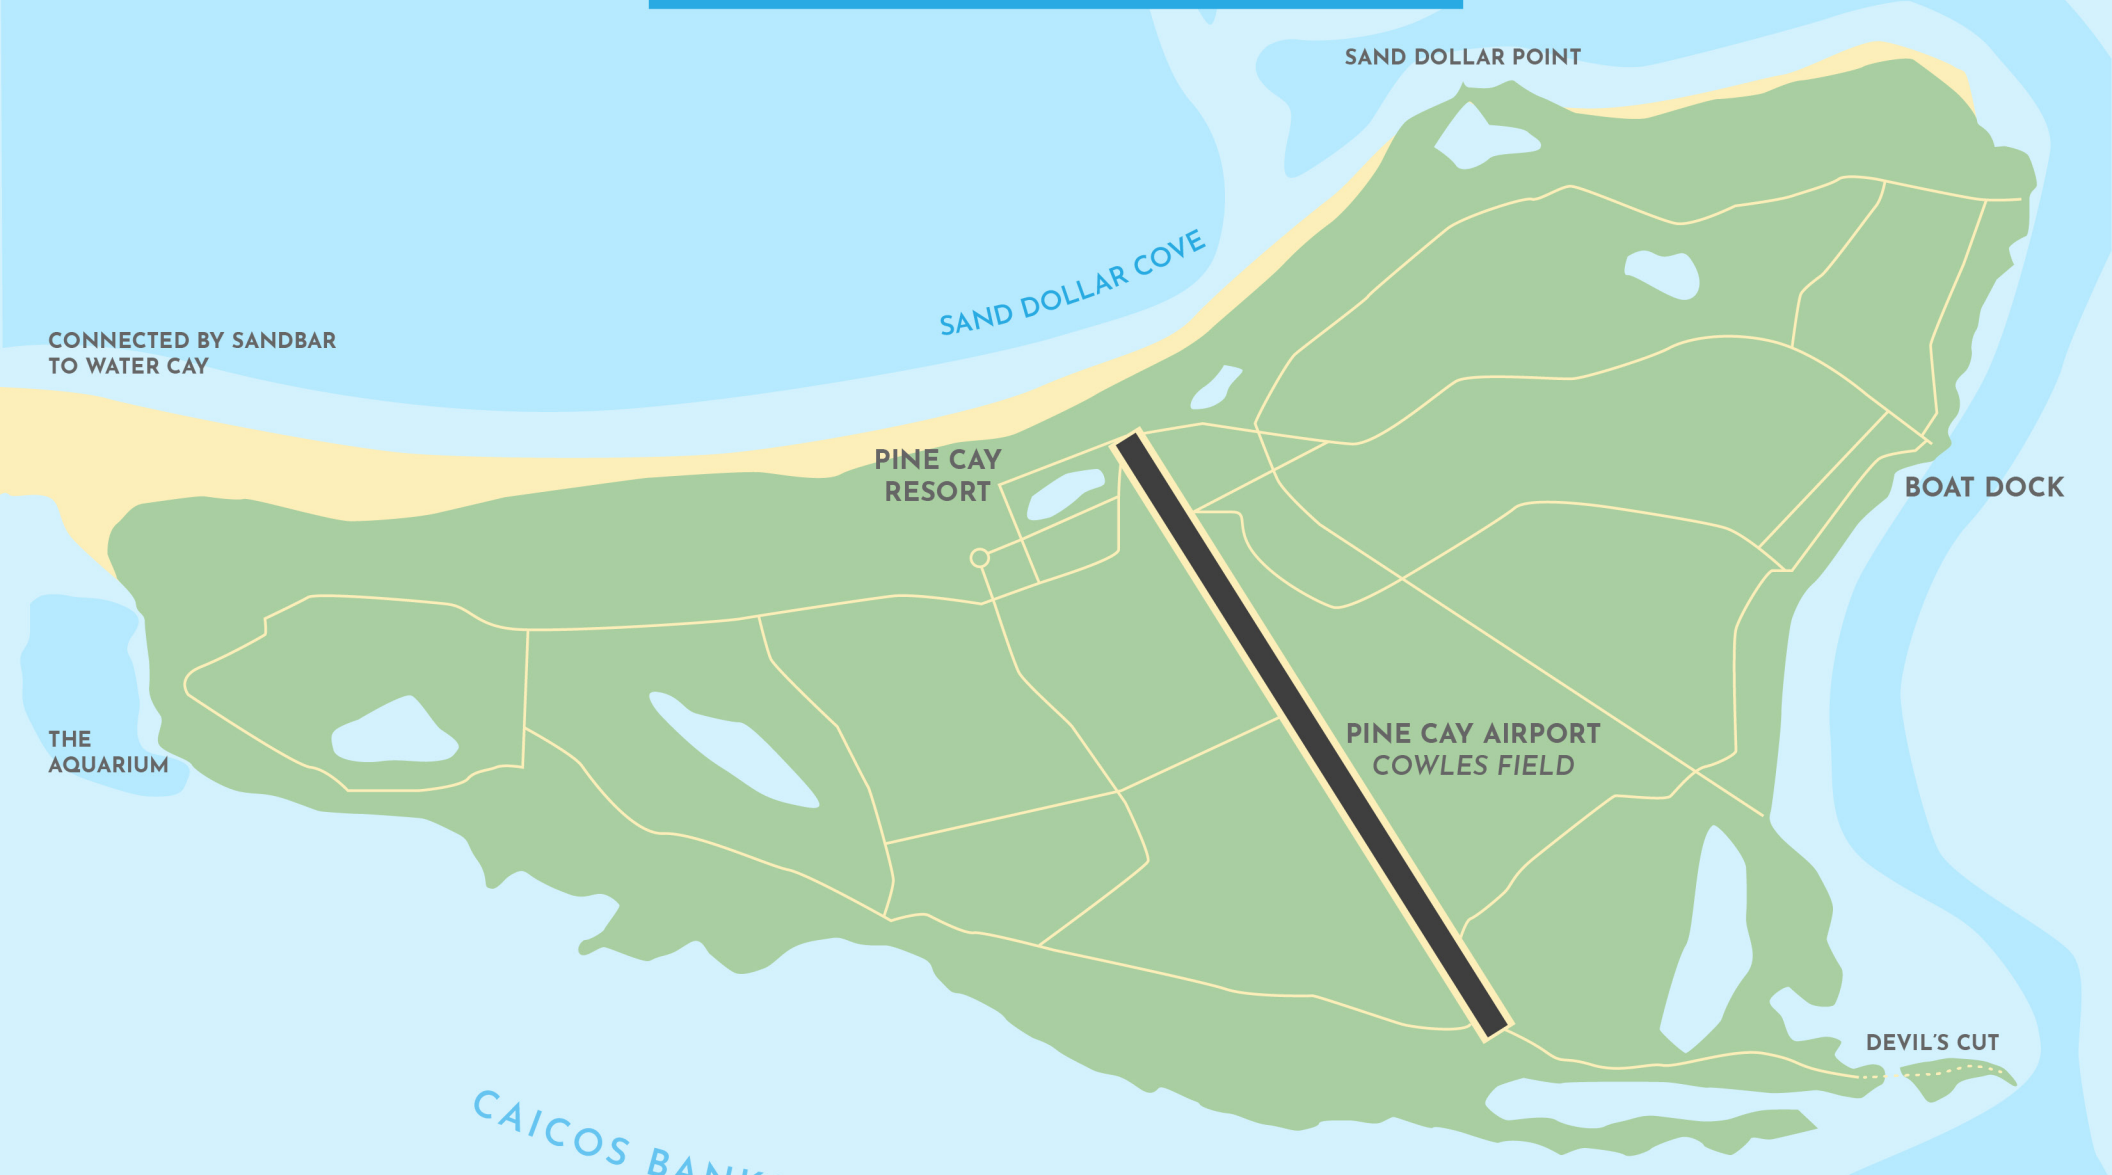 SAND DOLLAR POINT
SAND DOLLAR COVE
CONNECTED BY SANDBAR
TO WATER CAY
PINE CAY
RESORT
BOAT DOCK
THE
AQUARIUM
PINE CAY AIRPORT
COWLES FIELD
DEVIL'S CUT
CAICOS